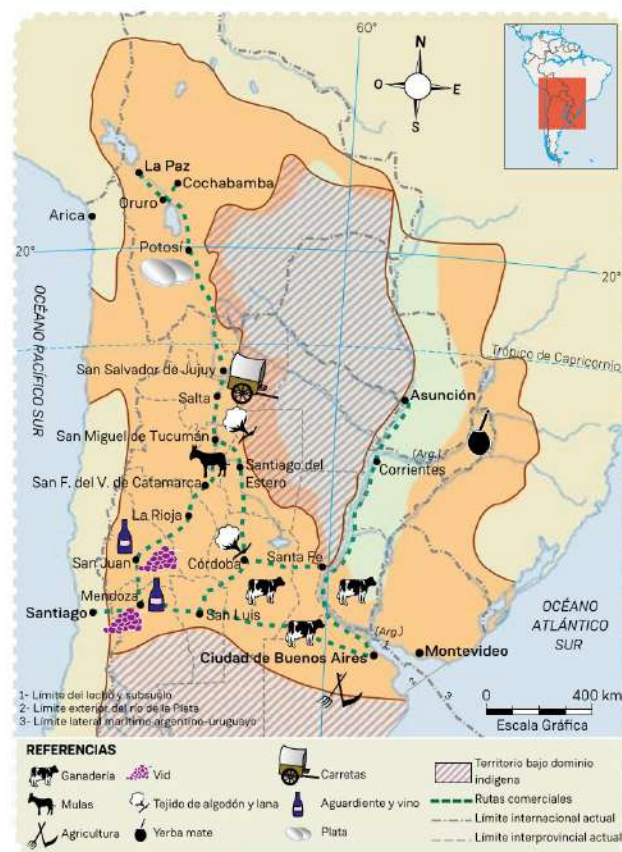 60°
N
O
E
S
La Paz
Cochabamba
Oruro
Arica
Potosí
20°
20°
OCÉANO PACÍFICO SUR
Trópico de Capricornio
San Salvador de Jujuy
Salta
Asunción
San Miguel de Tucumán
(Arg.)
Corrientes
Santiago del
Estero
San F. del V. de Catamarca
La Rioja
San Juan
Córdoba
Santa Fe
Mendoza
Santiago
San Luis
OCÉANO
ATLÁNTICO
SUR
(Arg.)
Ciudad de Buenos Aires
Montevideo
1
2
3
1- Límite del lecho y subsuelo
2- Límite exterior del río de la Plata
3- Límite lateral marítimo argentino-uruguayo
0
400 km
Escala Gráfica
REFERENCIAS
Ganadería
Vid
Carretas
Territorio bajo dominio
indígena
Mulas
Tejido de algodón y lana
Aguardiente y vino
Rutas comerciales
Límite internacional actual
Agricultura
Yerba mate
Plata
Límite interprovincial actual